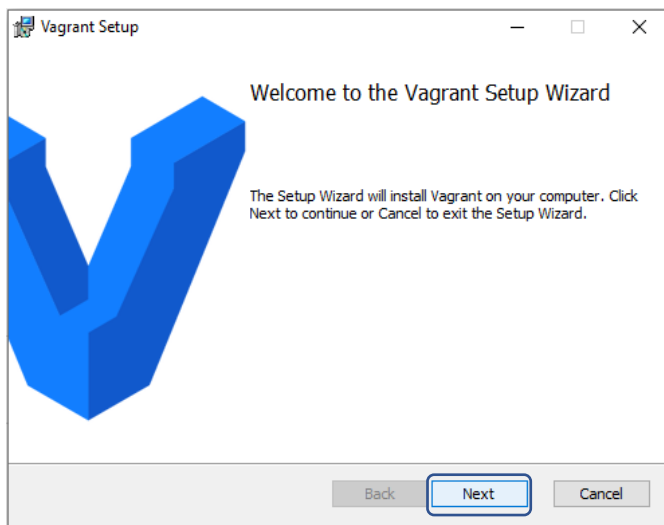 Vagrant Setup
Welcome to the Vagrant Setup Wizard
The Setup Wizard will install Vagrant on your computer. Click
Next to continue or Cancel to exit the Setup Wizard.
Back Next Cancel